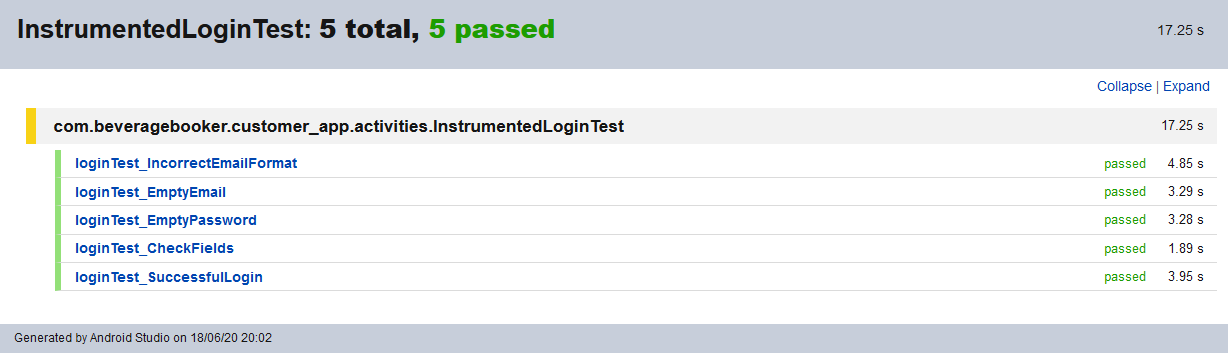 InstrumentedLoginTest: 5 total, 5 passed 17.25 s
Collapse | Expand
com.beveragebooker.customer_app.activities.InstrumentedLoginTest 17.25 s
loginTest_IncorrectEmailFormat passed 4.85 s
loginTest_EmptyEmail passed 3.29 s
loginTest_EmptyPassword passed 3.28 s
loginTest_CheckFields passed 1.89 s
loginTest_SuccessfulLogin passed 3.95 s
Generated by Android Studio on 18/06/20 20:02